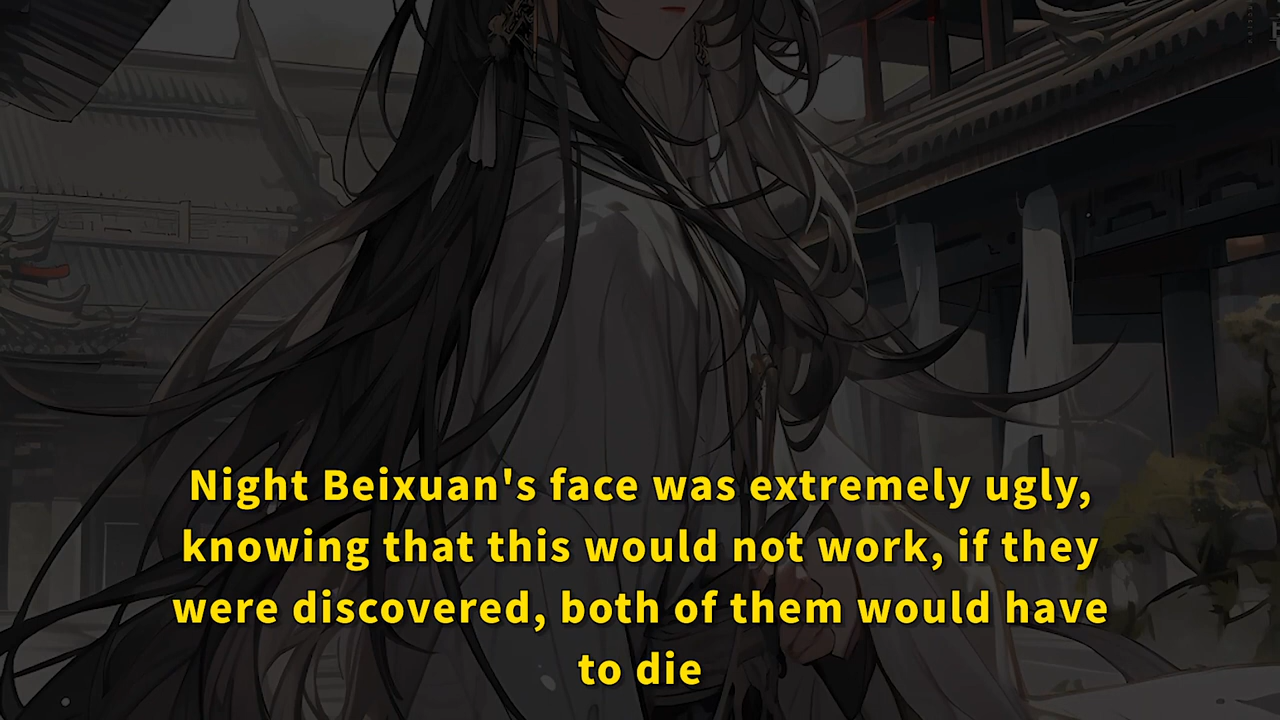 Night Beixuan's face was extremely ugly,
knowing that this would not work, if they
were discovered, both of them would have
to die